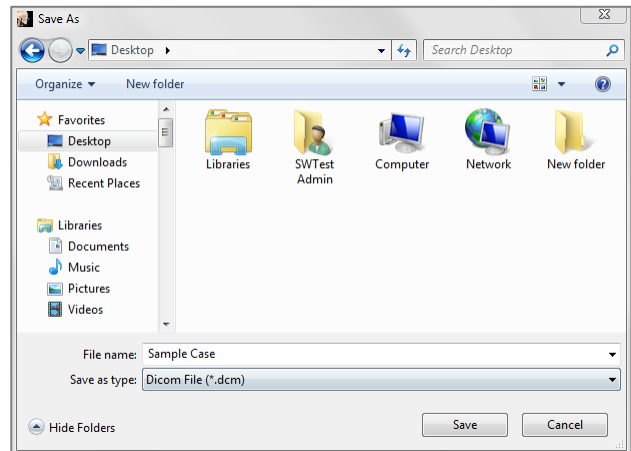 Save As
Desktop
Search Desktop
Organize
New folder
Favorites
Desktop
Downloads
Recent Places
Libraries
Documents
Music
Pictures
Videos
Libraries
SWTest
Admin
Computer
Network
New folder
File name: Sample Case
Save as type: Dicom File (*.dcm)
Hide Folders
Save
Cancel